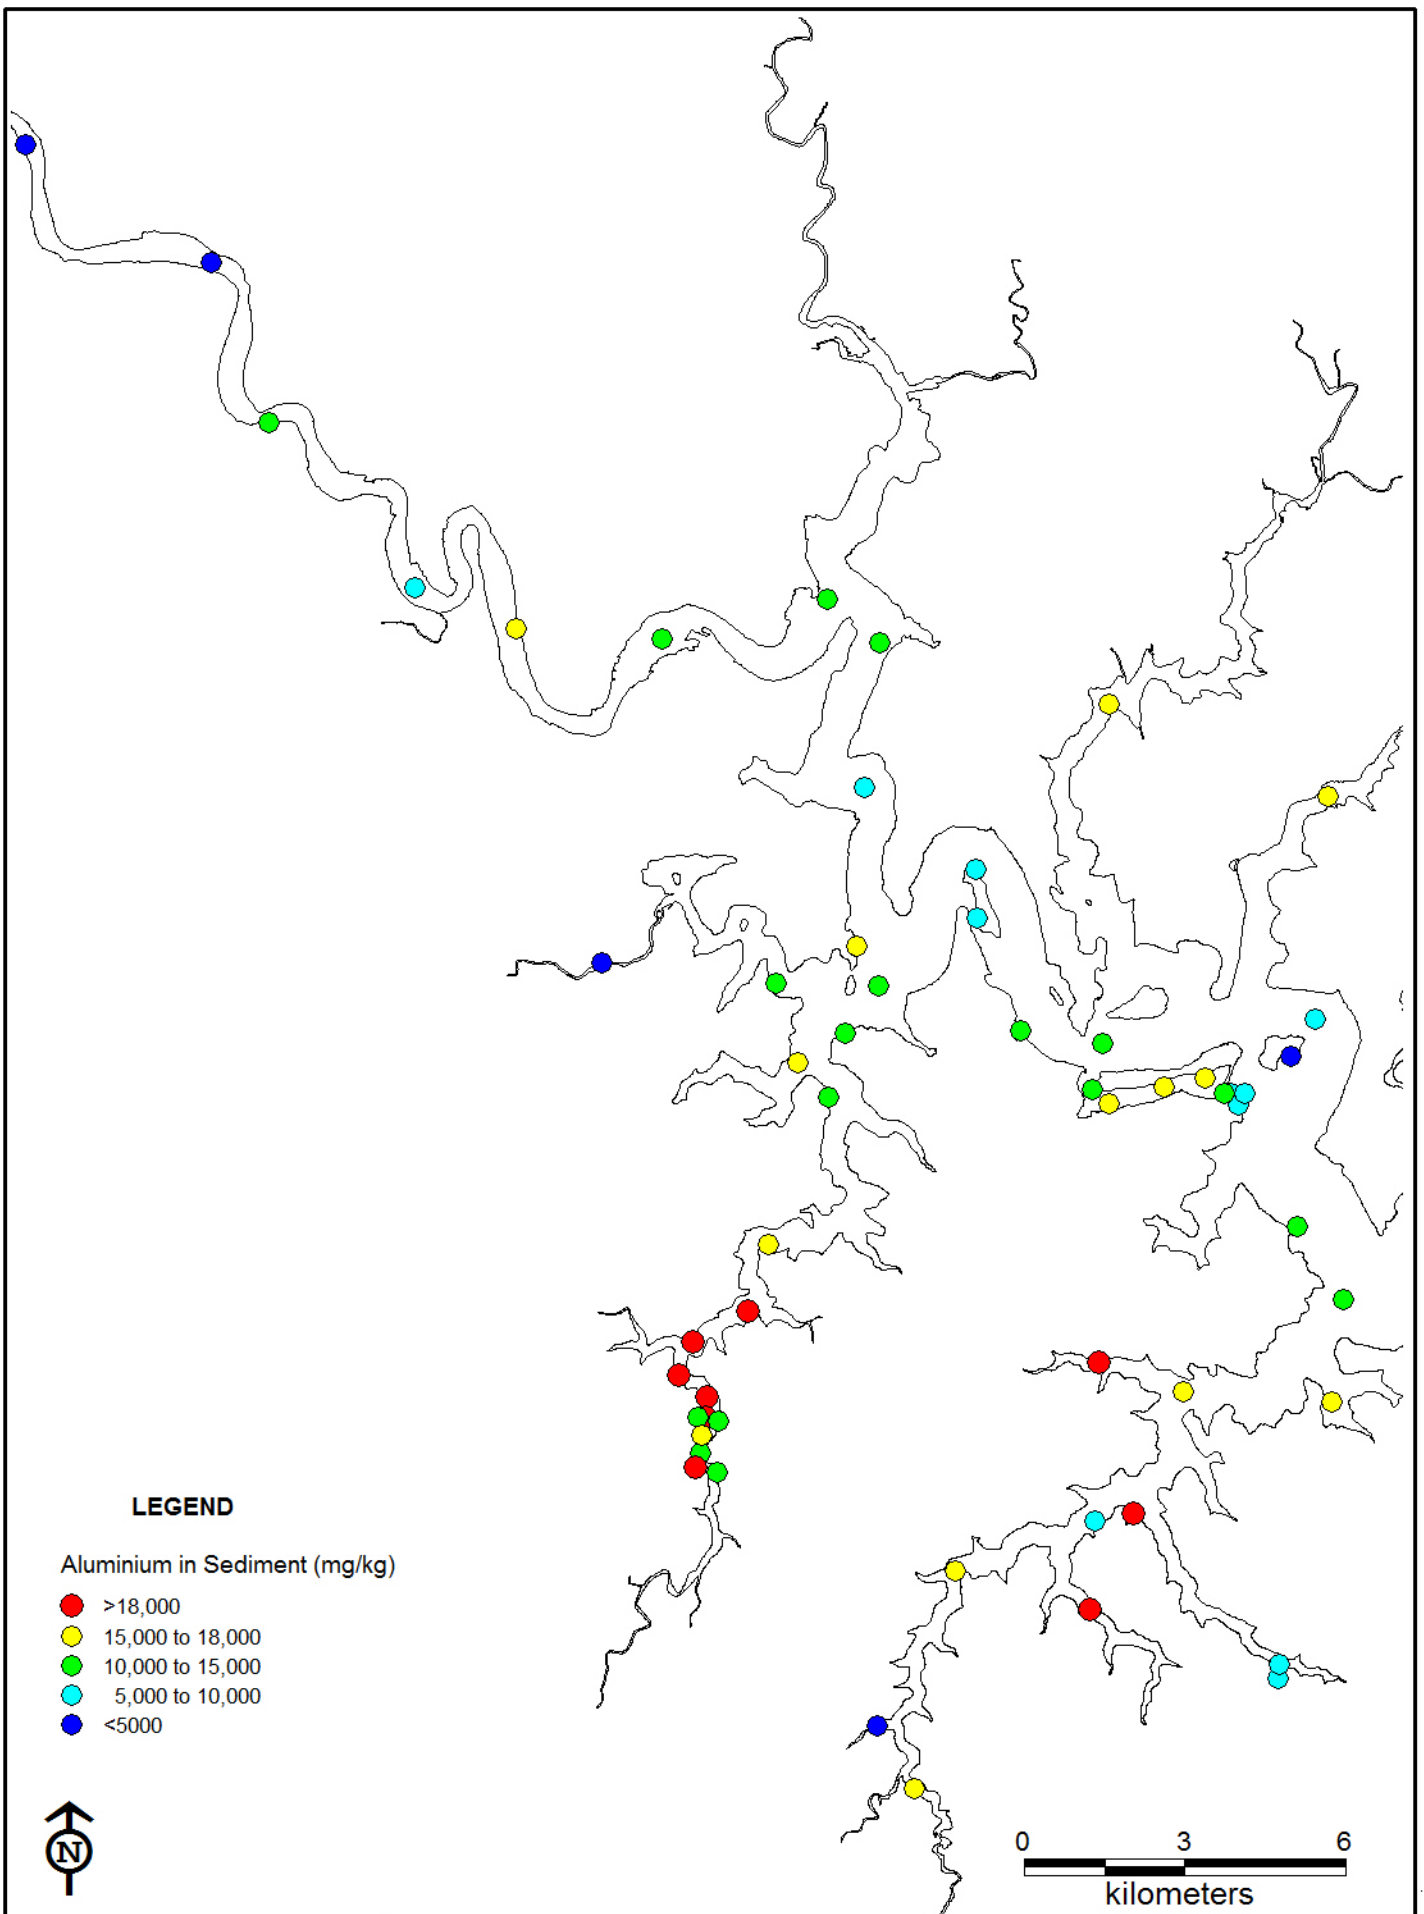 LEGEND
Aluminium in Sediment (mg/kg)
>18,000
15,000 to 18,000
10,000 to 15,000
5,000 to 10,000
<5000
N
0 3 6
kilometers